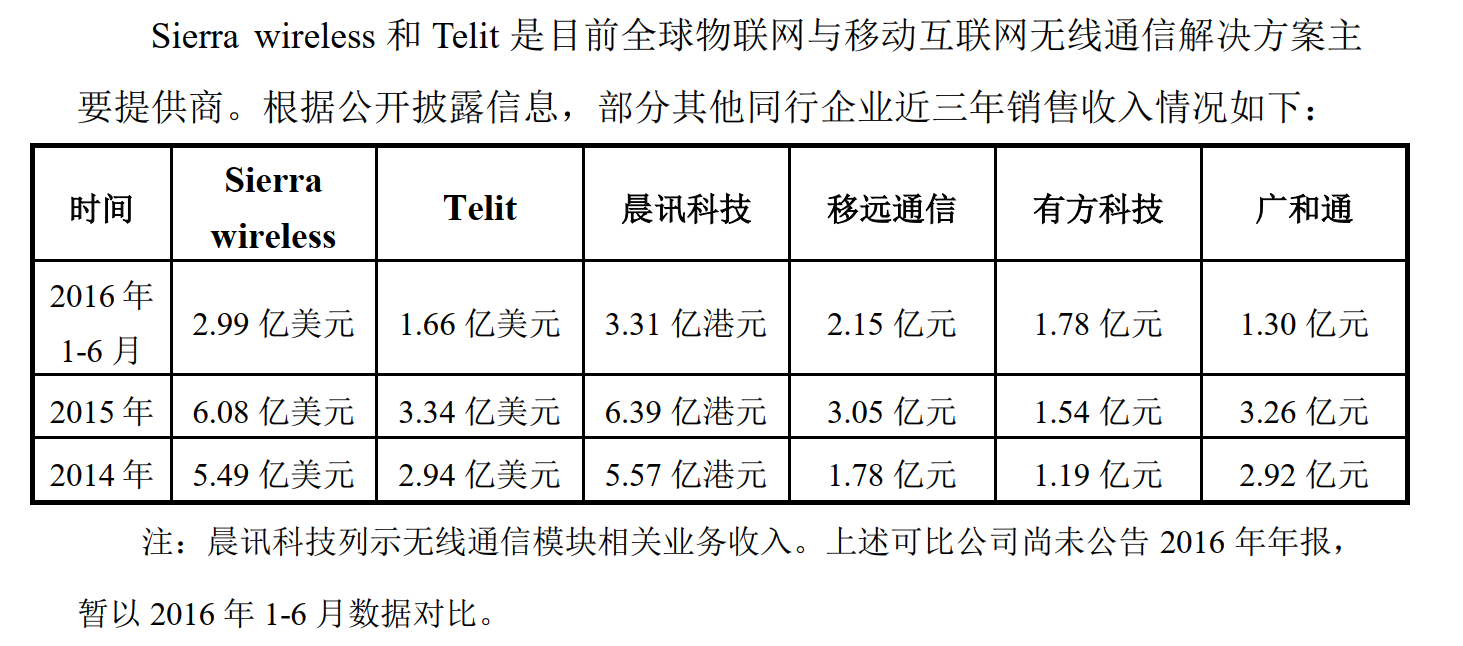 Sierra wireless 和 Telit 是目前全球物联网与移动互联网无线通信解决方案主
要提供商。根据公开披露信息，部分其他同行企业近三年销售收入情况如下：
时间 Sierra wireless Telit 晨讯科技 移远通信 有方科技 广和通
2016 年 1-6 月 2.99 亿美元 1.66 亿美元 3.31 亿港元 2.15 亿元 1.78 亿元 1.30 亿元
2015 年 6.08 亿美元 3.34 亿美元 6.39 亿港元 3.05 亿元 1.54 亿元 3.26 亿元
2014 年 5.49 亿美元 2.94 亿美元 5.57 亿港元 1.78 亿元 1.19 亿元 2.92 亿元
注：晨讯科技列示无线通信模块相关业务收入。上述可比公司尚未公告 2016 年年报，
暂以 2016 年 1-6 月数据对比。